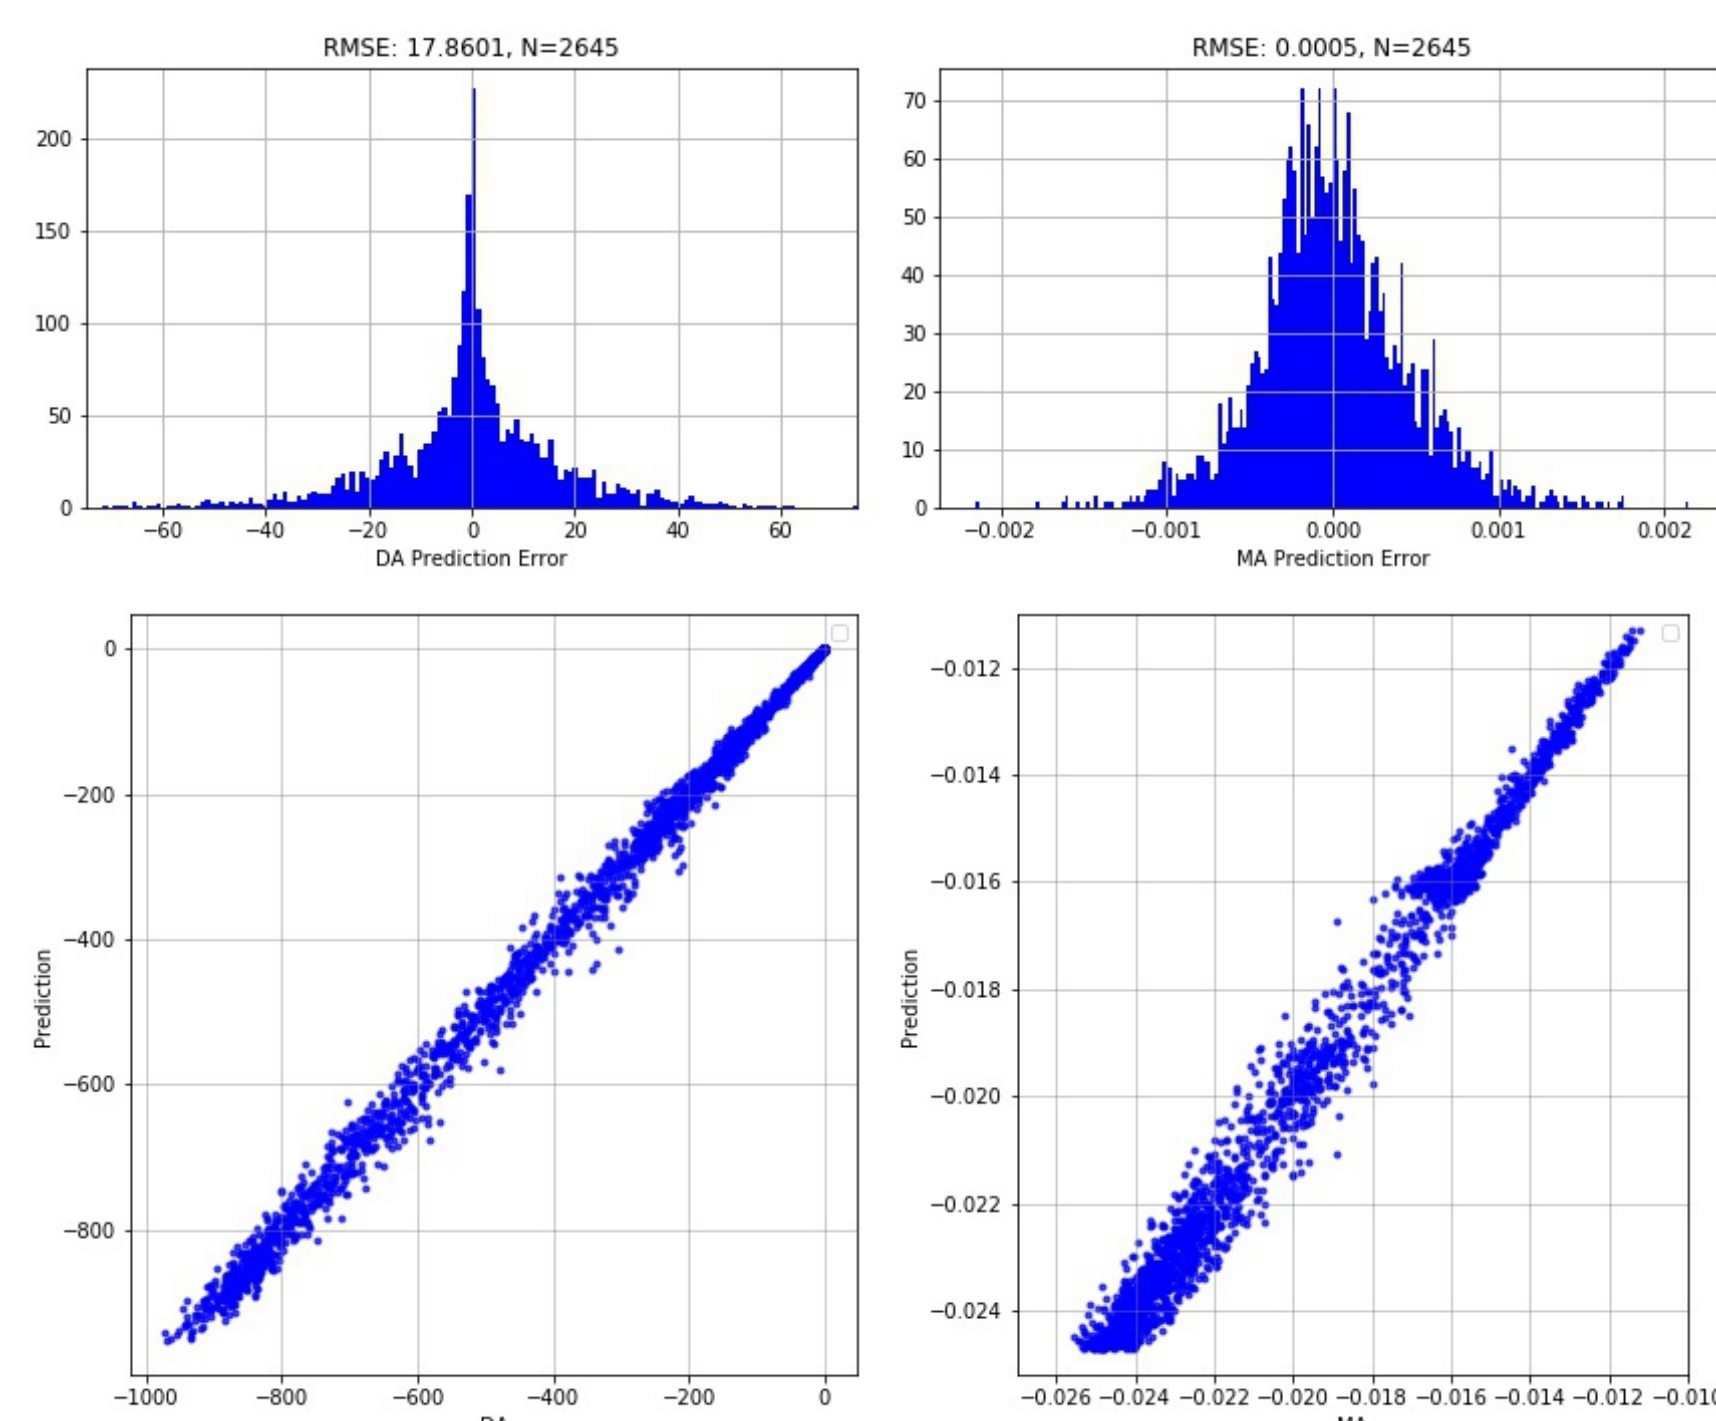 RMSE: 17.8601, N=2645
200
150
100
50
0
−60 −40 −20 0 20 40 60
DA Prediction Error
RMSE: 0.0005, N=2645
70
60
50
40
30
20
10
0
−0.002 −0.001 0.000 0.001 0.002
MA Prediction Error
0
−200
−400
−600
−800
Prediction
−1000 −800 −600 −400 −200 0
DA
−0.012
−0.014
−0.016
−0.018
−0.020
−0.022
−0.024
Prediction
−0.026 −0.024 −0.022 −0.020 −0.018 −0.016 −0.014 −0.012 −0.010
MA